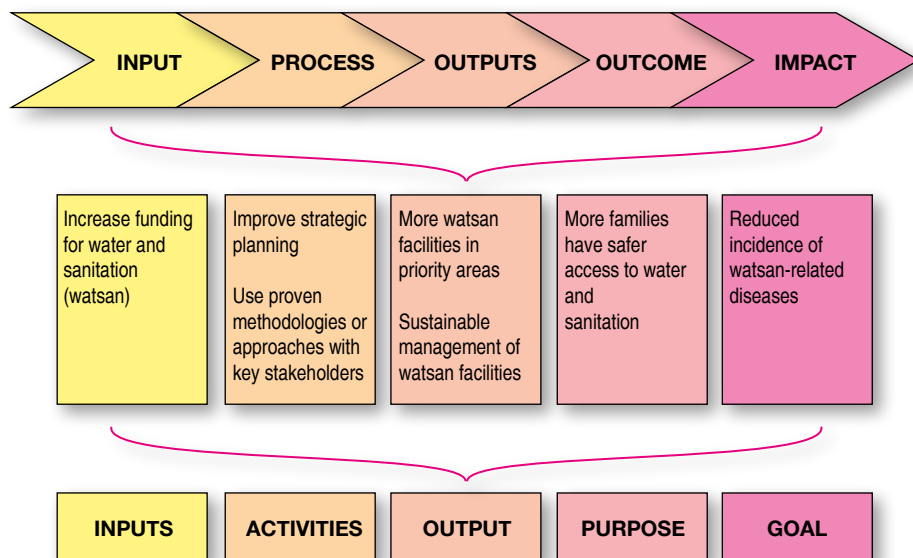 INPUT
PROCESS
OUTPUTS
OUTCOME
IMPACT
Increase funding
for water and
sanitation
(watsan)
Improve strategic
planning
Use proven
methodologies or
approaches with
key stakeholders
More watsan
facilities in
priority areas
Sustainable
management of
watsan facilities
More families
have safer
access to water
and
sanitation
Reduced
incidence of
watsan-related
diseases
INPUTS
ACTIVITIES
OUTPUT
PURPOSE
GOAL